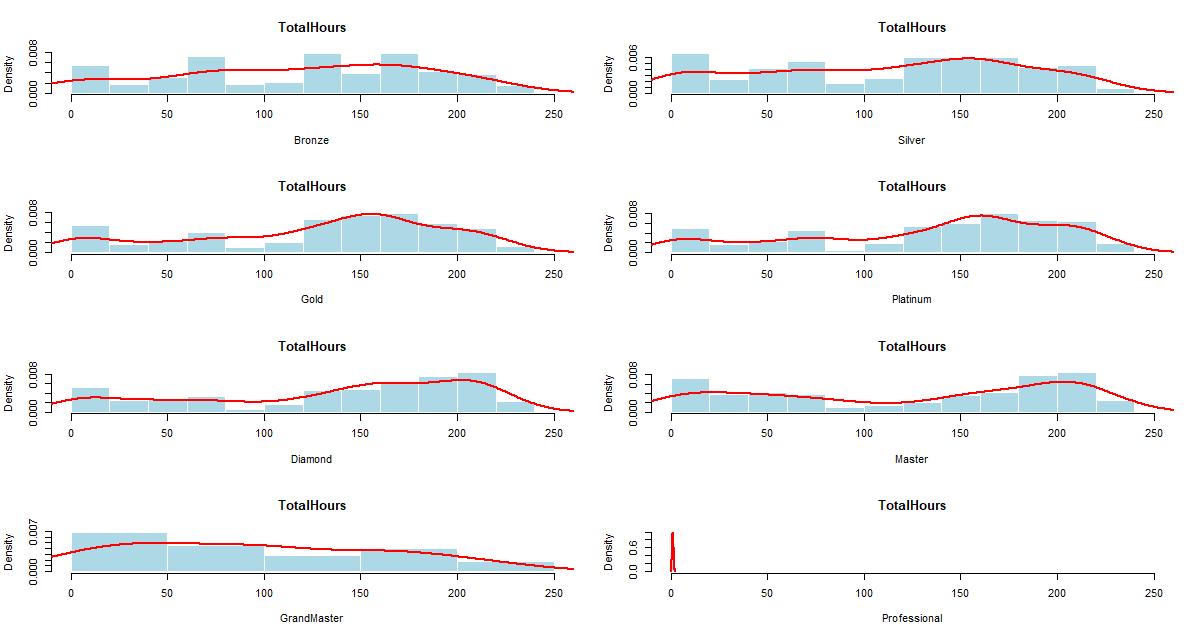 TotalHours
Density
0.000 0.008
0 50 100 150 200 250
Bronze
TotalHours
Density
0.000 0.006
0 50 100 150 200 250
Silver
TotalHours
Density
0.000 0.008
0 50 100 150 200 250
Gold
TotalHours
Density
0.000 0.008
0 50 100 150 200 250
Platinum
TotalHours
Density
0.000 0.008
0 50 100 150 200 250
Diamond
TotalHours
Density
0.000 0.008
0 50 100 150 200 250
Master
TotalHours
Density
0.000 0.007
0 50 100 150 200 250
GrandMaster
TotalHours
Density
0.0 0.6
0 50 100 150 200 250
Professional